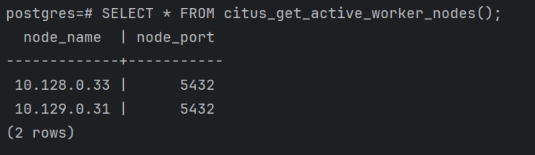 postgres=# SELECT * FROM citus_get_active_worker_nodes();
  node_name  | node_port
-------------+-----------
 10.128.0.33 |      5432
 10.129.0.31 |      5432
(2 rows)